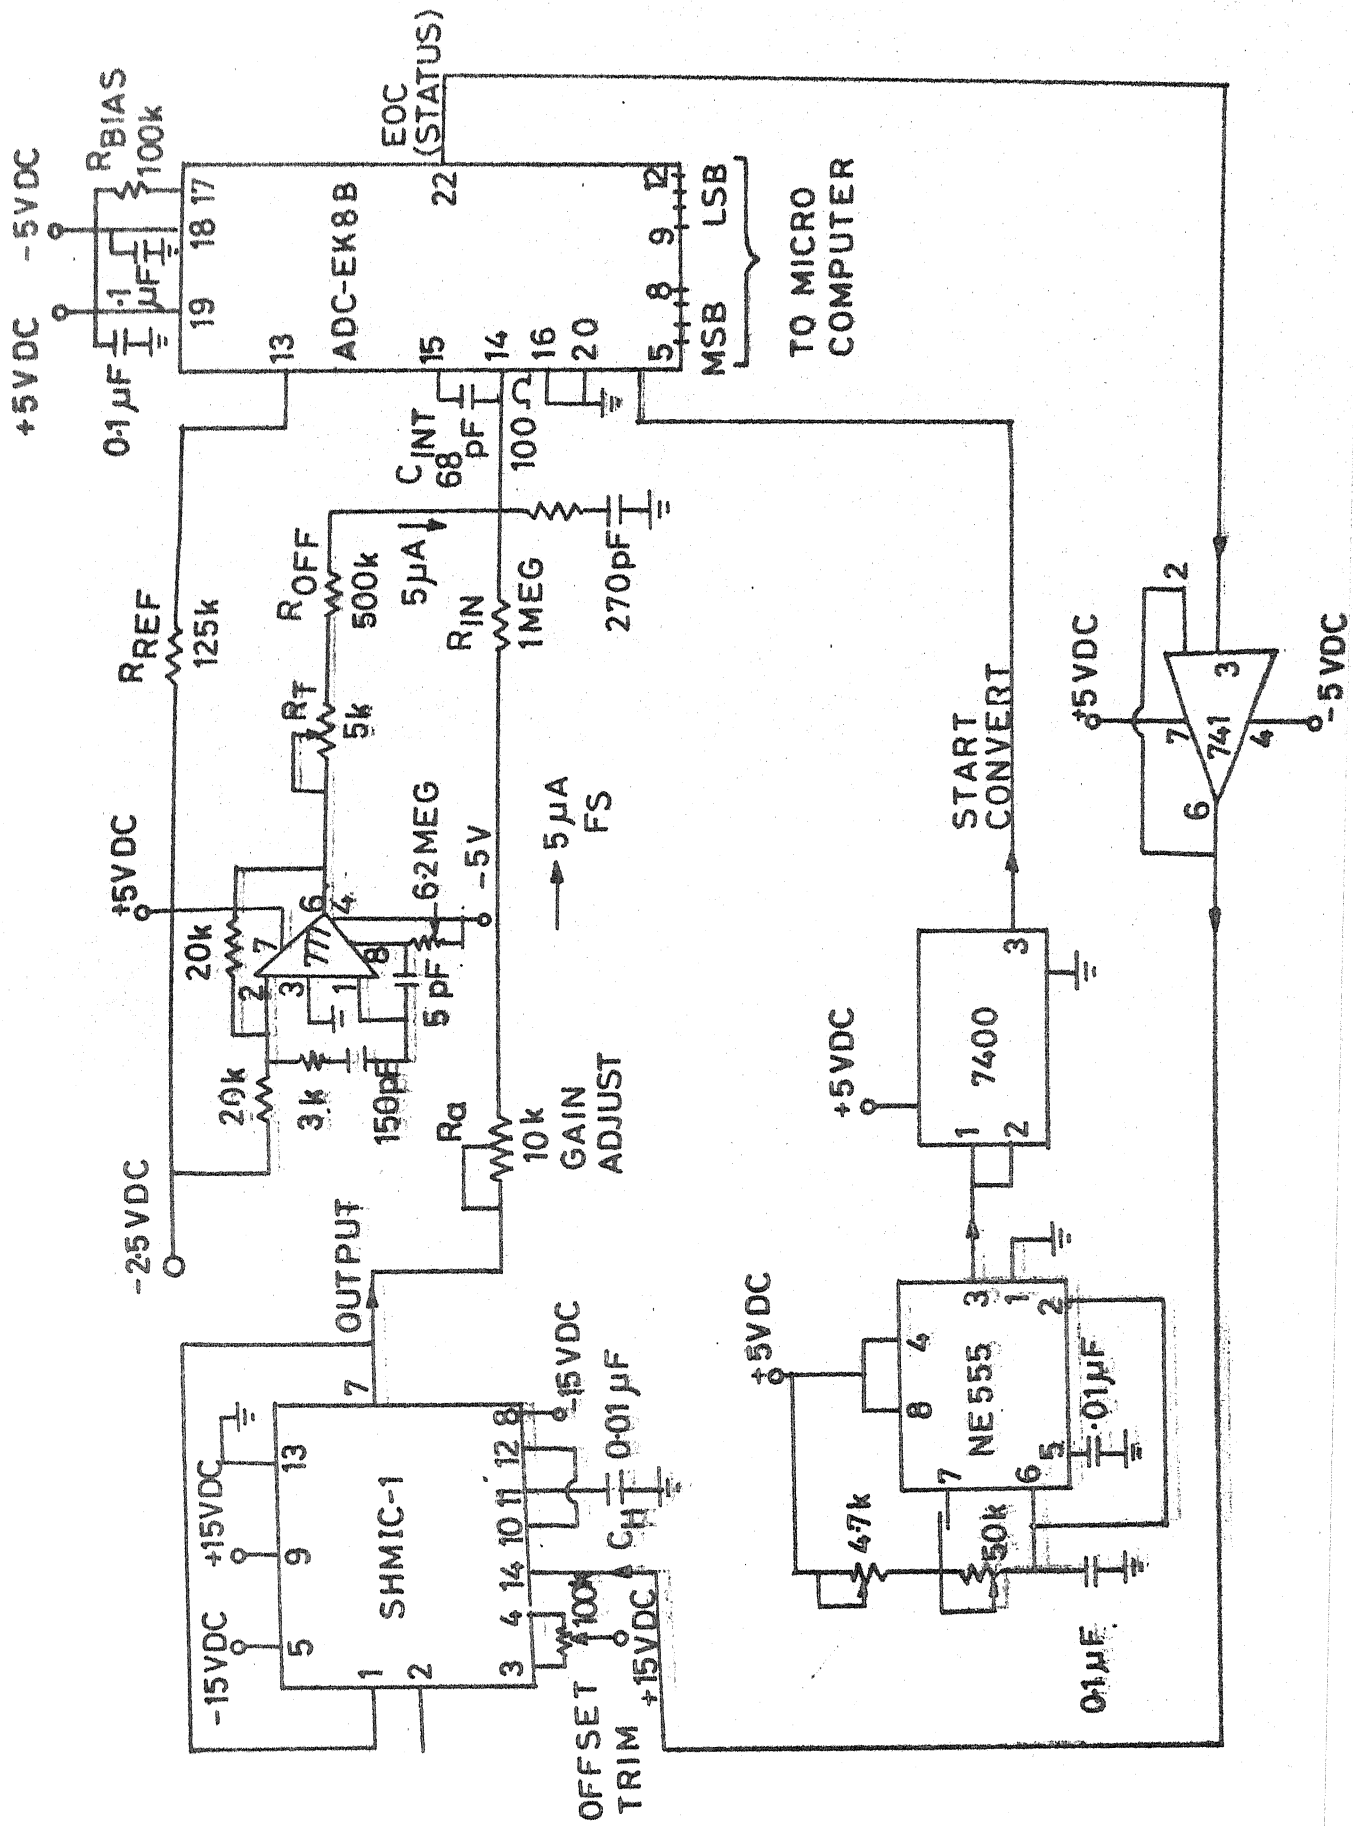 -15VDC
+15VDC
5
9
13
SHMIC-1
1
2
3
4
14
10
11
12
8
7
OFFSET
TRIM
100k
+15VDC
CH
0.01µF
-15VDC
OUTPUT
-2.5VDC
20k
20k
3k
150pF
2
3
1
777
7
6
4
8
5pF
6.2MEG
-5V
+5VDC
RT
5k
ROFF
500k
5µA
RREF
125k
Ra
10k
GAIN
ADJUST
5µA
FS
RIN
1MEG
270pF
100Ω
CINT
68
pF
+5VDC
-5VDC
0.1µF
.1
µF
RBIAS
100k
19
18
17
13
ADC-EK8B
15
14
16
20
22
EOC
(STATUS)
5
8
9
12
MSB
LSB
TO MICRO
COMPUTER
+5VDC
4.7k
50k
0.1µF
8
4
7
6
5
NE555
3
1
2
.01µF
+5VDC
1
2
7400
3
START
CONVERT
+5VDC
7
6
741
3
2
4
-5VDC